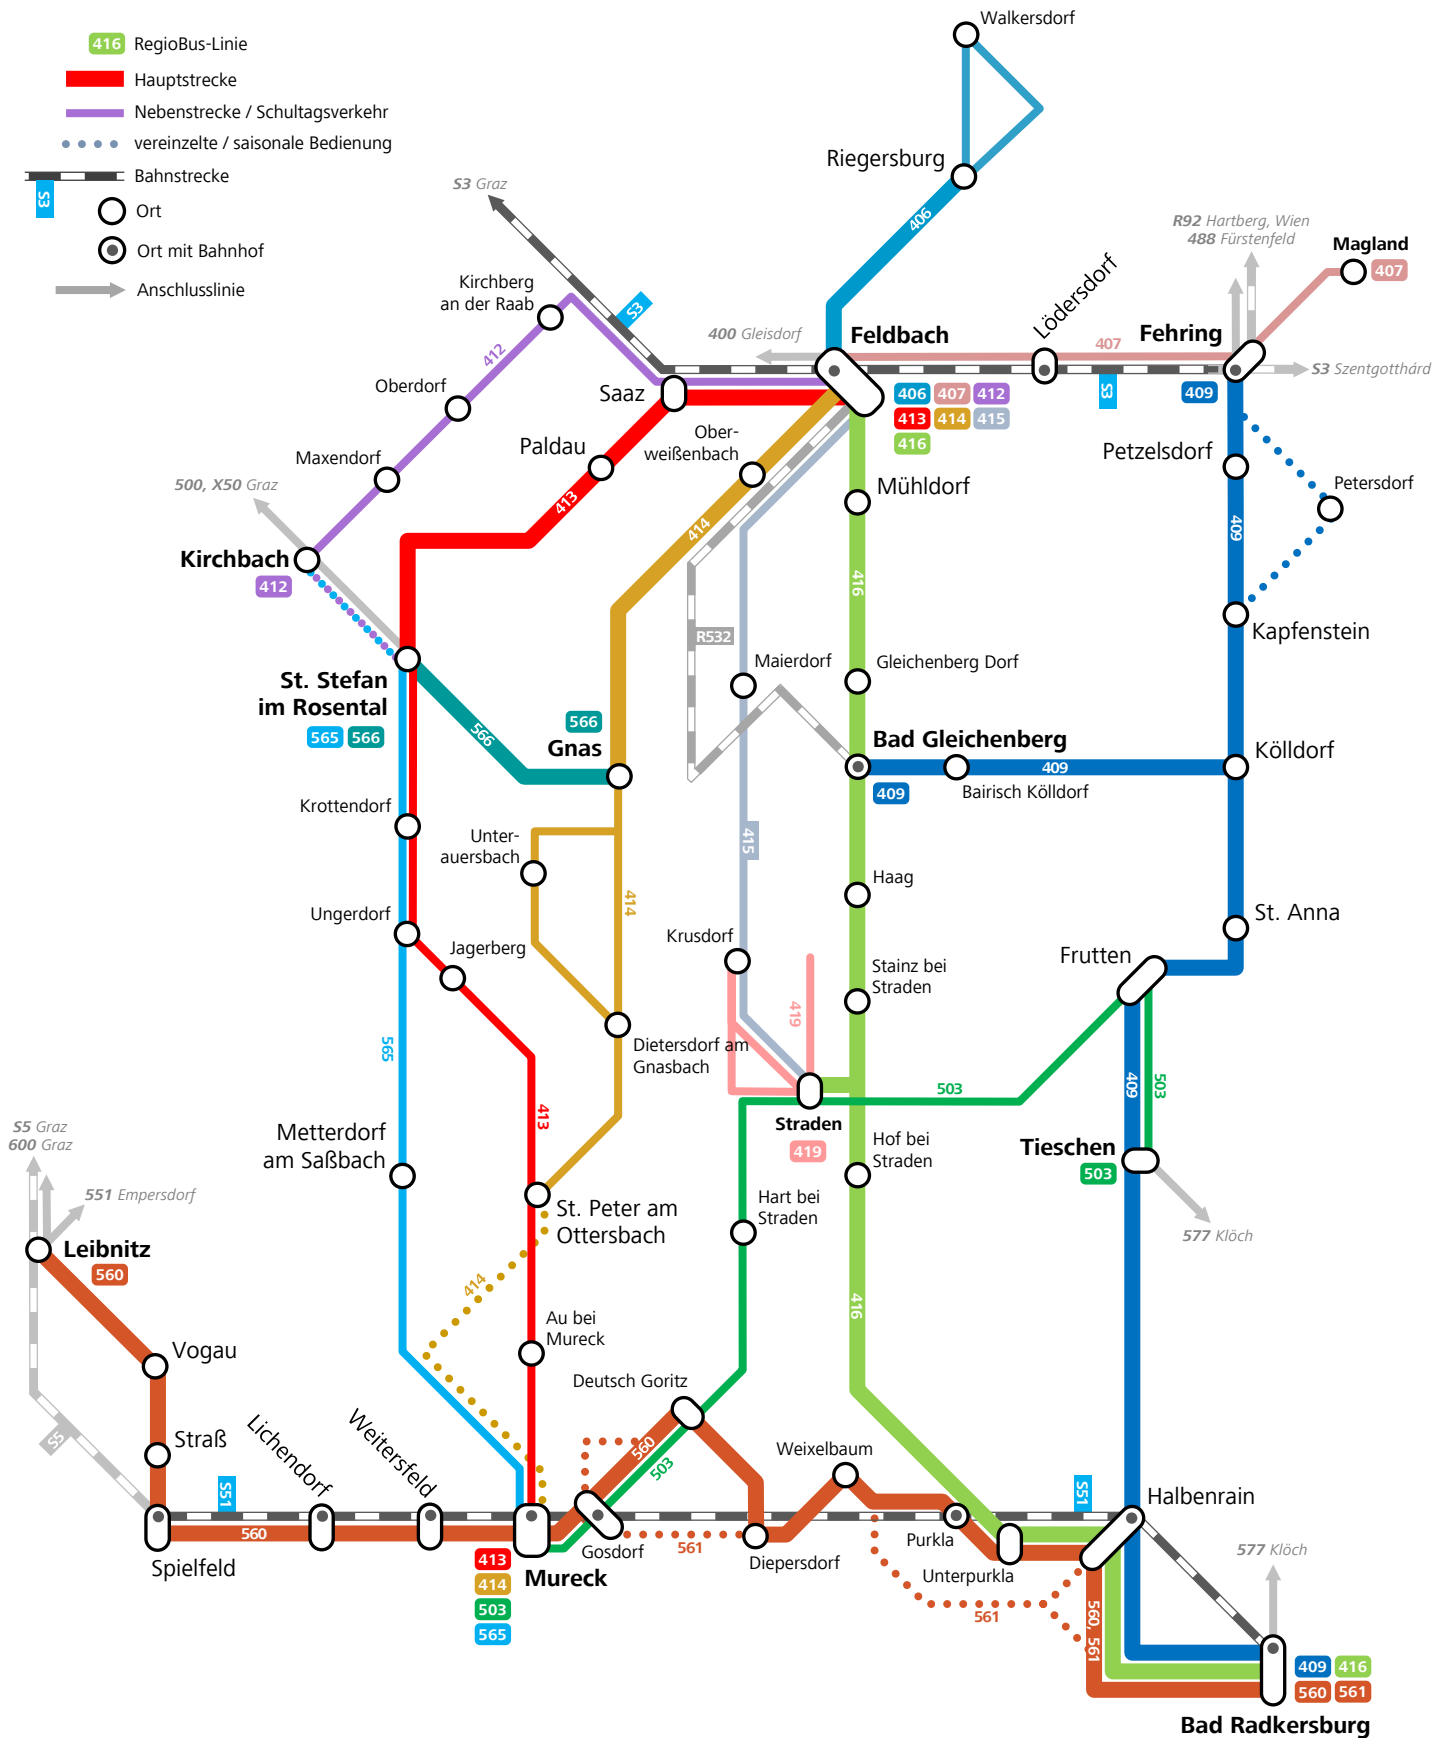 416 RegioBus-Linie
Hauptstrecke
Nebenstrecke / Schultagsverkehr
vereinzelte / saisonale Bedienung
Bahnstrecke
S3
Ort
Ort mit Bahnhof
Anschlusslinie
Walkersdorf
Riegersburg
406
S3 Graz
S3
R92 Hartberg, Wien
488 Fürstenfeld
Magland
407
Kirchberg
an der Raab
412
400 Gleisdorf
Feldbach
406 407 412
413 414 415
416
Lödersdorf
407
S3
Fehring
409
S3 Szentgotthárd
Saaz
Oberdorf
Paldau
413
Ober-
weißenbach
414
Maxendorf
500, X50 Graz
Kirchbach
412
Mühldorf
416
Petzelsdorf
Petersdorf
409
Kapfenstein
R532
Maierdorf
Gleichenberg Dorf
St. Stefan
im Rosental
565 566
566
566
Gnas
Bad Gleichenberg
409
409
Bairisch Kölldorf
Kölldorf
Krottendorf
Unter-
auersbach
414
415
Haag
Ungerdorf
Jagerberg
Krusdorf
419
Stainz bei
Straden
St. Anna
Frutten
565
Dietersdorf am
Gnasbach
413
Straden
419
503
409
503
Tieschen
503
577 Klöch
Metterdorf
am Saßbach
Hof bei
Straden
Hart bei
Straden
S5 Graz
600 Graz
551 Empersdorf
Leibnitz
560
St. Peter am
Ottersbach
414
416
Au bei
Mureck
Vogau
Straß
S5
Deutsch Goritz
560
503
Lichendorf
Weitersfeld
S51
560
Spielfeld
Weixelbaum
S51
Halbenrain
Purkla
Unterpurkla
Gosdorf
561
Diepersdorf
561
413
414
503
565
Mureck
560, 561
577 Klöch
409 416
560 561
Bad Radkersburg